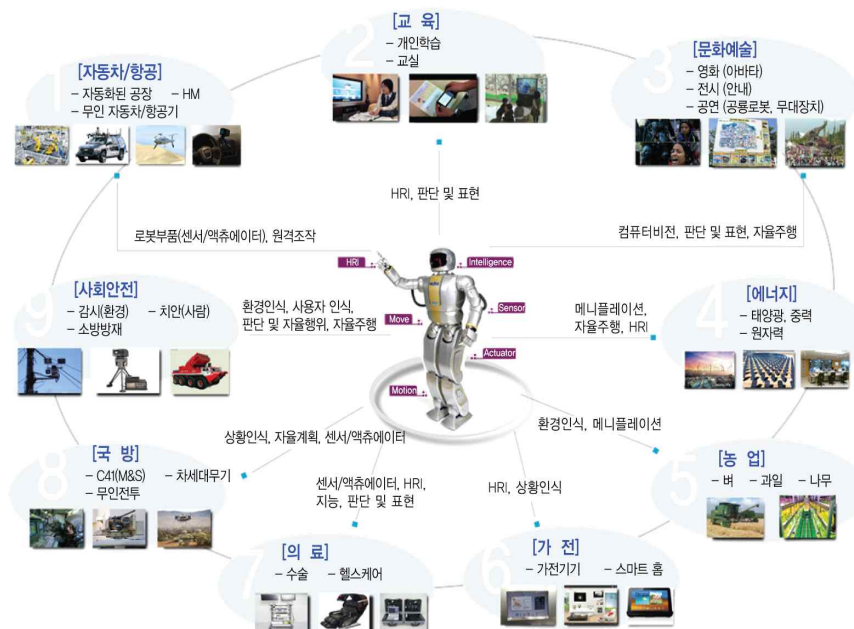 1
[자동차/항공]
- 자동화된 공장 - HM
- 무인 자동차/항공기
2
[교 육]
- 개인학습
- 교실
3
[문화예술]
- 영화 (아바타)
- 전시 (안내)
- 공연 (공룡로봇, 무대장치)
HRI, 판단 및 표현
로봇부품(센서/액츄에이터), 원격조작
컴퓨터비전, 판단 및 표현, 자율주행
HRI
Intelligence
Sensor
Move
Actuator
Motion
9
[사회안전]
- 감시(환경) - 치안(사람)
- 소방방재
환경인식, 사용자 인식,
판단 및 자율행위, 자율주행
메니플레이션,
자율주행, HRI
4
[에너지]
- 태양광, 중력
- 원자력
상황인식, 자율계획, 센서/액츄에이터
환경인식, 메니플레이션
8
[국 방]
- C41(M&S) - 차세대무기
- 무인전투
센서/액츄에이터, HRI,
지능, 판단 및 표현
HRI, 상황인식
5
[농 업]
- 벼 - 과일 - 나무
7
[의 료]
- 수술 - 헬스케어
6
[가 전]
- 가전기기 - 스마트 홈